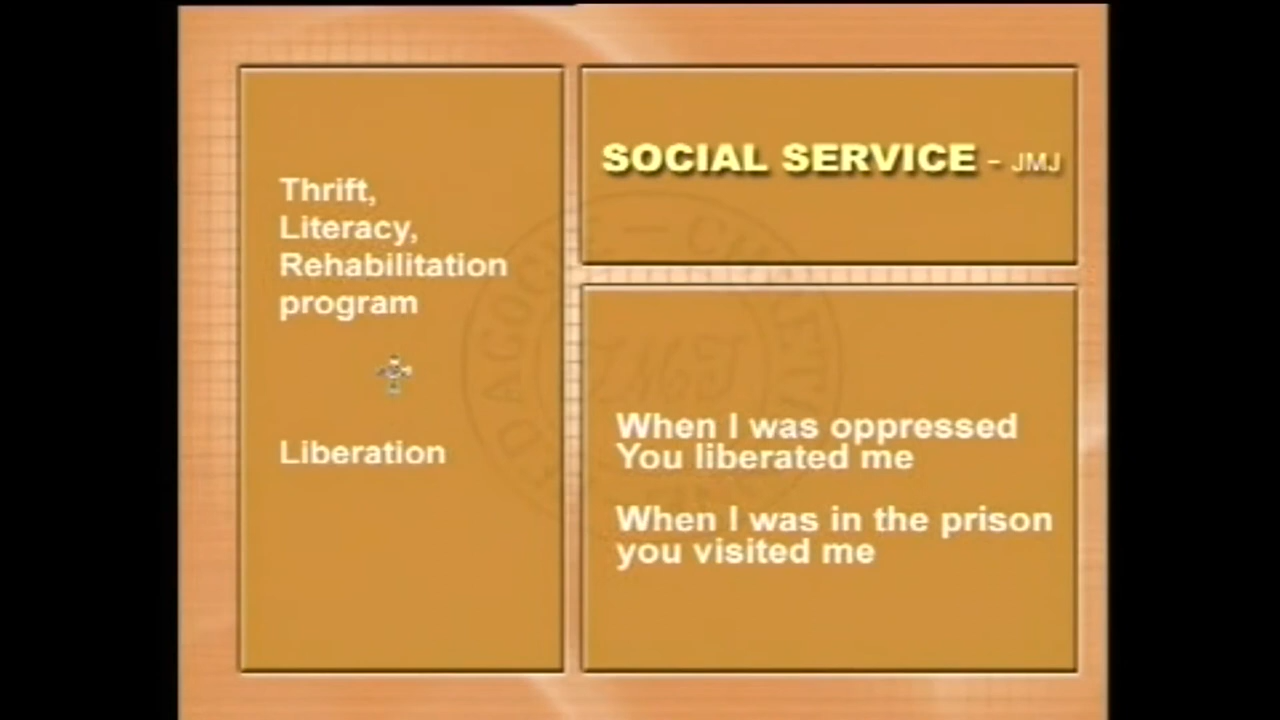 SOCIAL SERVICE - JMJ
Thrift,
Literacy,
Rehabilitation
program
Liberation
When I was oppressed
You liberated me
When I was in the prison
you visited me